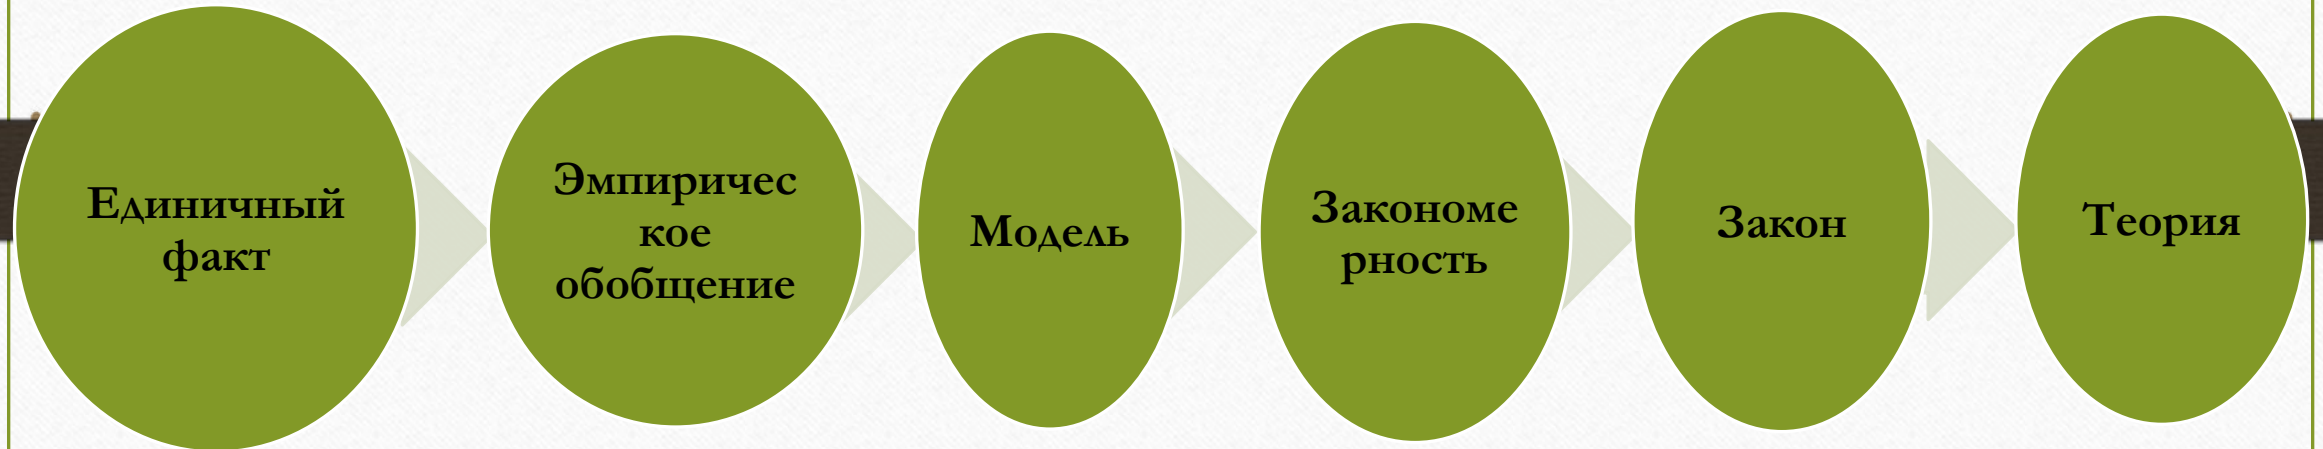 Единичный
факт
Эмпиричес
кое
обобщение
Модель
Закономе
рность
Закон
Теория